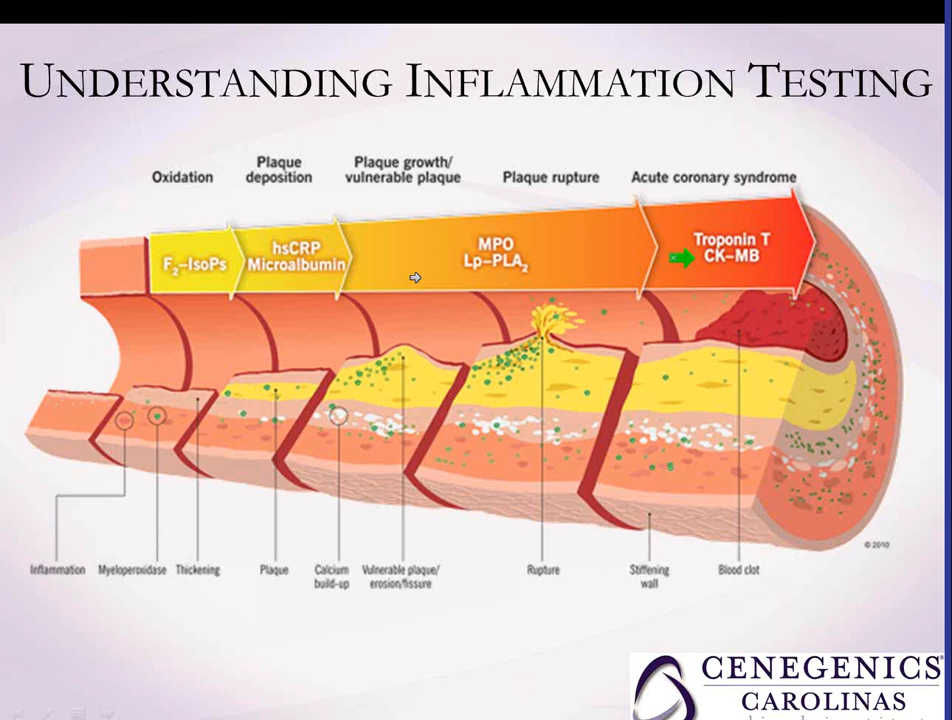 UNDERSTANDING INFLAMMATION TESTING
Oxidation
Plaque
deposition
Plaque growth/
vulnerable plaque
Plaque rupture
Acute coronary syndrome
F2–IsoPs
hsCRP
Microalbumin
MPO
Lp–PLA2
Troponin T
CK–MB
© 2010
Inflammation
Myeloperoxidase
Thickening
Plaque
Calcium
build-up
Vulnerable plaque/
erosion/fissure
Rupture
Stiffening
wall
Blood clot
CENEGENICS®
CAROLINAS